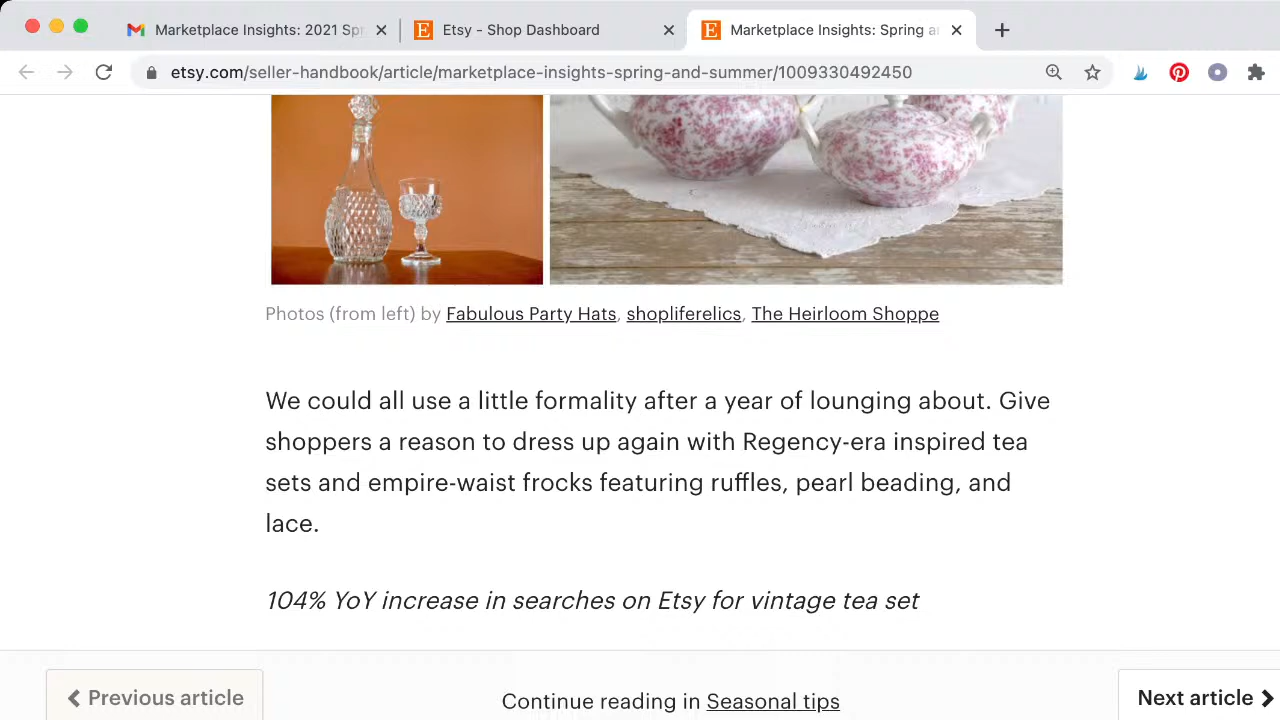 Marketplace Insights: 2021 Spr
Etsy - Shop Dashboard
Marketplace Insights: Spring a
etsy.com/seller-handbook/article/marketplace-insights-spring-and-summer/1009330492450
Photos (from left) by Fabulous Party Hats, shopliferelics, The Heirloom Shoppe
We could all use a little formality after a year of lounging about. Give
shoppers a reason to dress up again with Regency-era inspired tea
sets and empire-waist frocks featuring ruffles, pearl beading, and
lace.
104% YoY increase in searches on Etsy for vintage tea set
Previous article
Continue reading in Seasonal tips
Next article